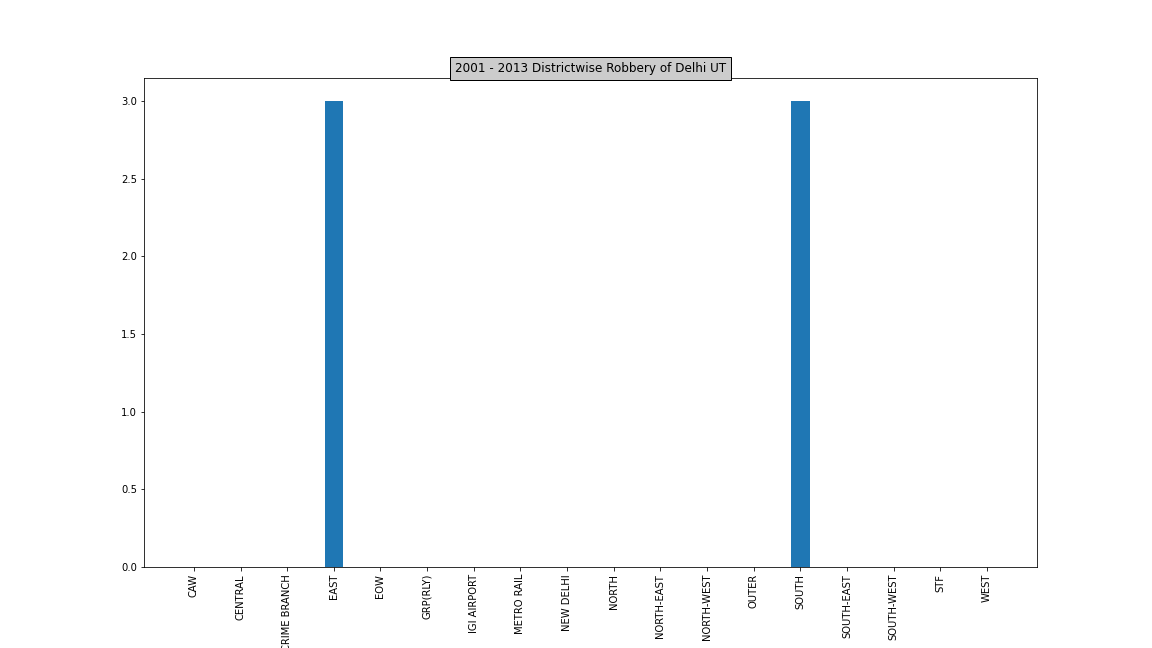 2001 - 2013 Districtwise Robbery of Delhi UT
3.0
2.5
2.0
1.5
1.0
0.5
0.0
CAW
CENTRAL
CRIME BRANCH
EAST
EOW
GRP(RLY)
IGI AIRPORT
METRO RAIL
NEW DELHI
NORTH
NORTH-EAST
NORTH-WEST
OUTER
SOUTH
SOUTH-EAST
SOUTH-WEST
STF
WEST